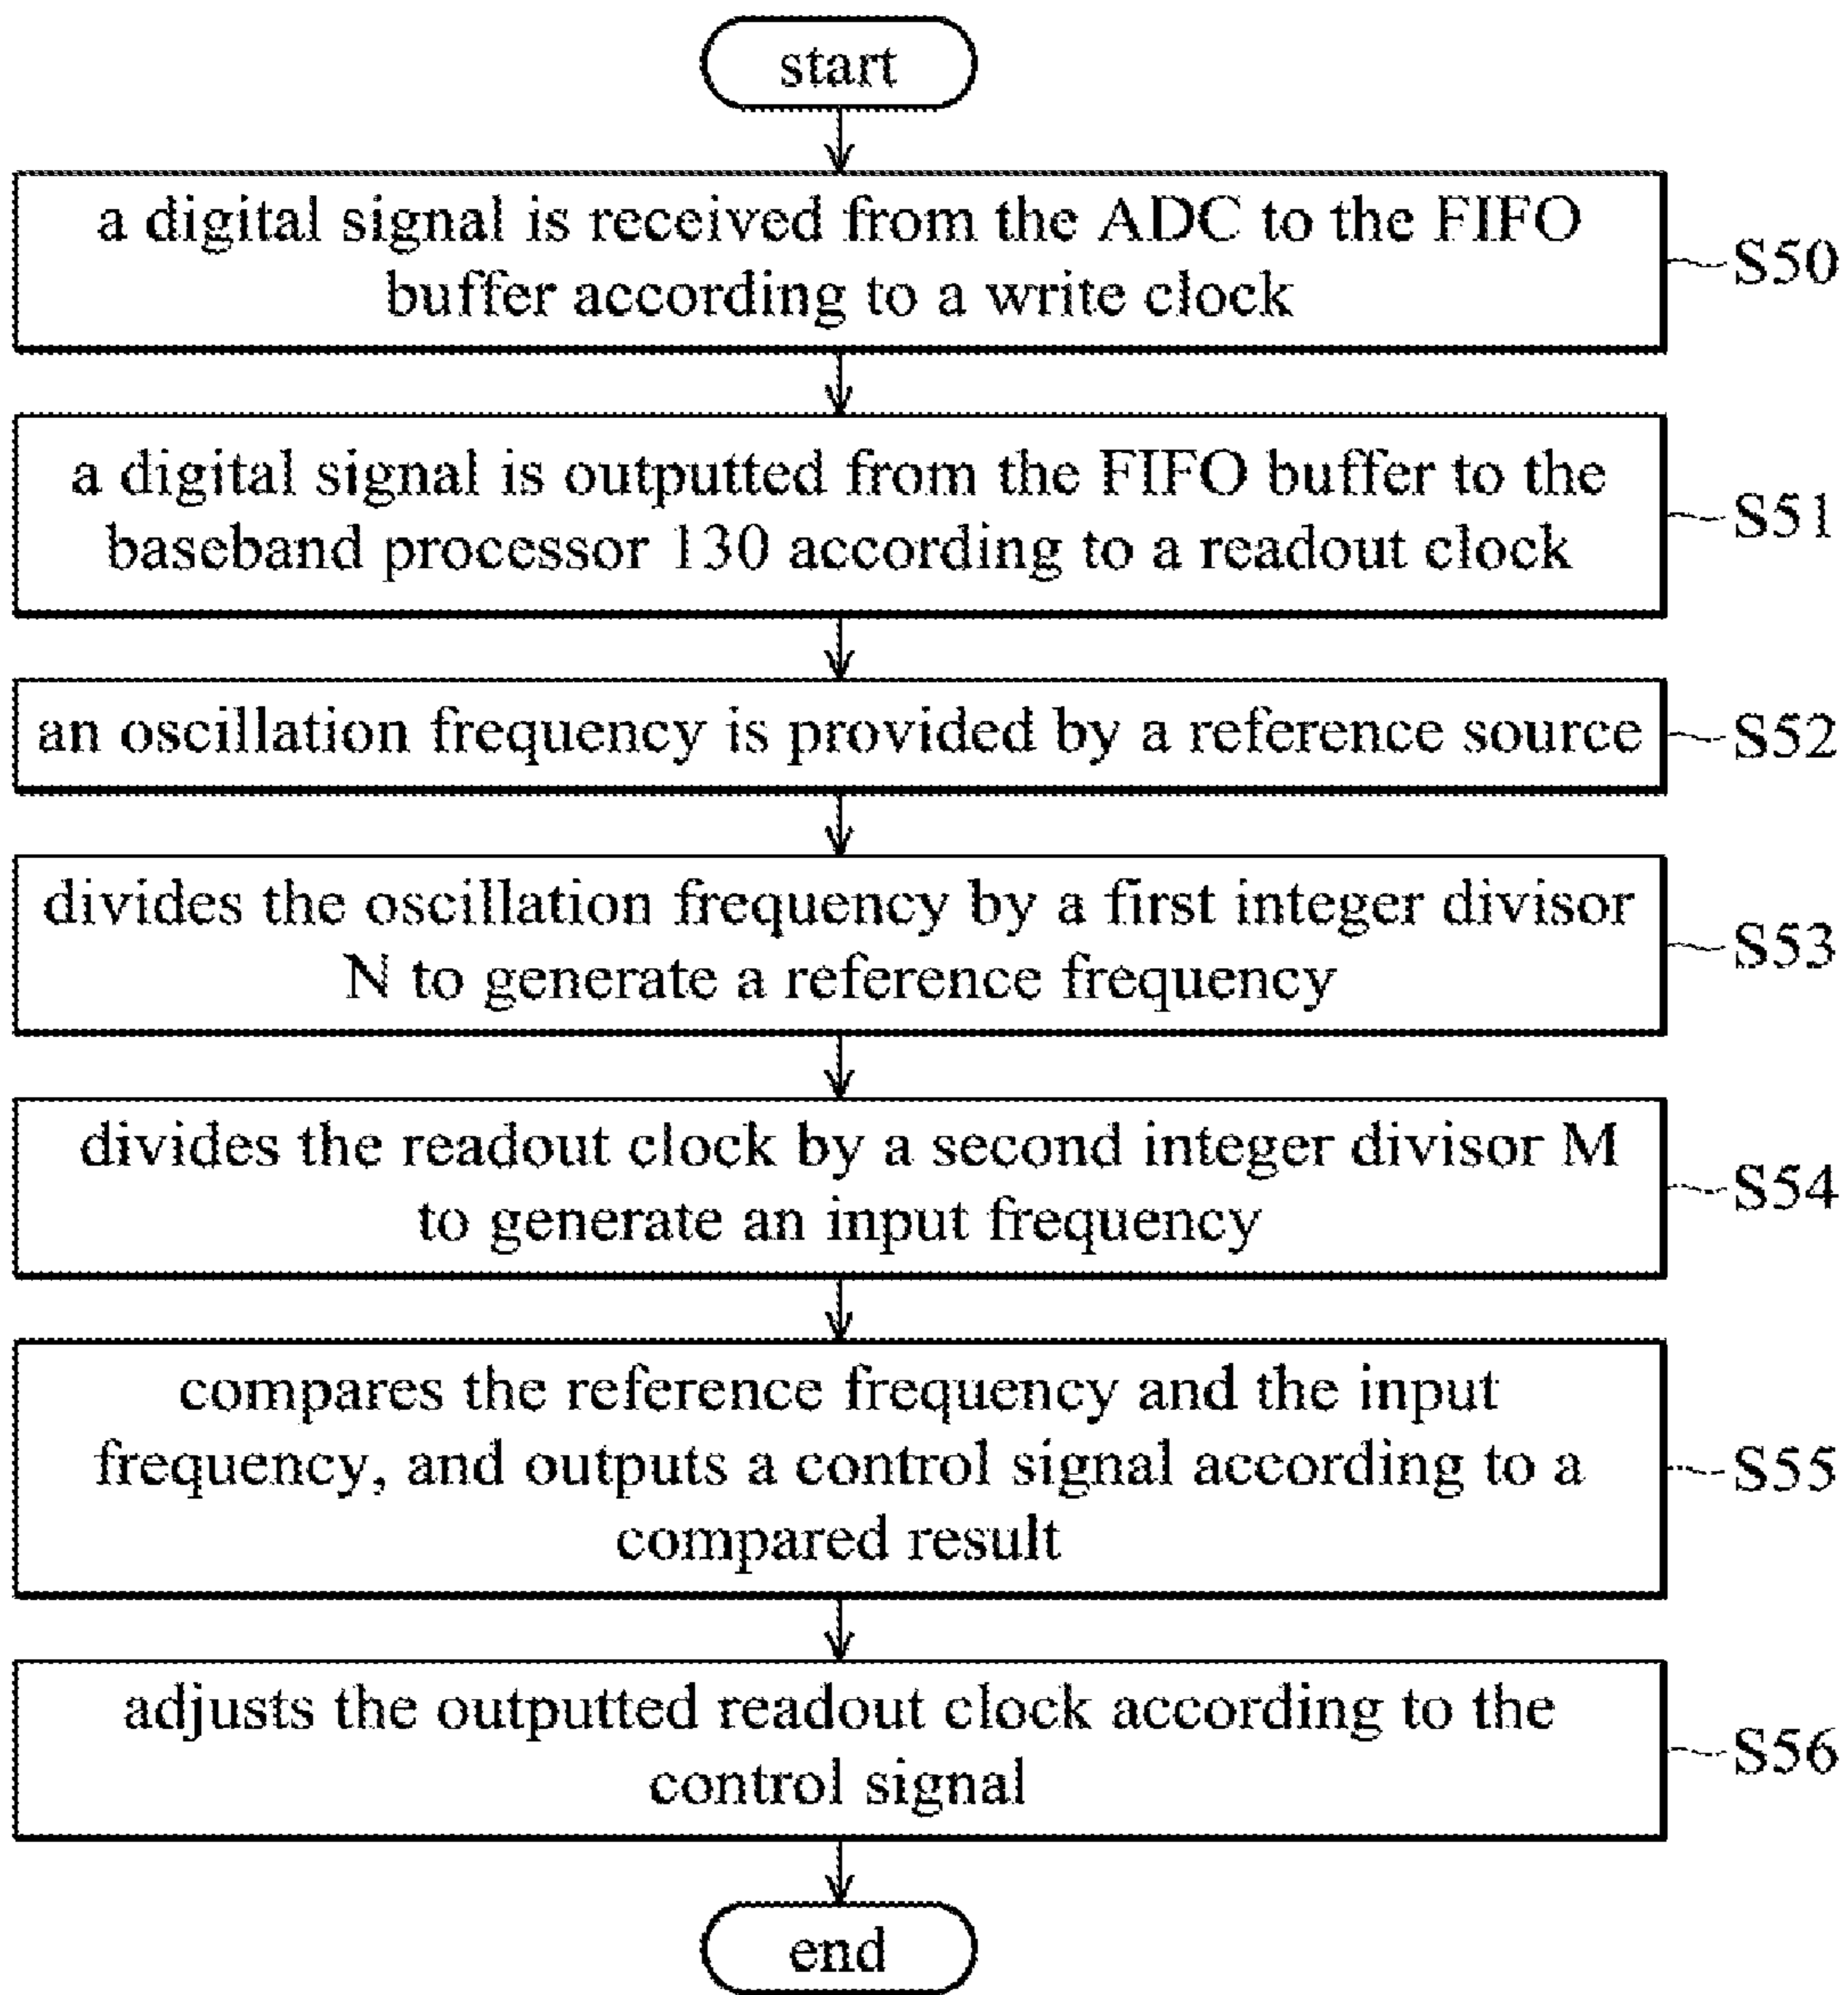 start
a digital signal is received from the ADC to the FIFO
buffer according to a write clock
S50
a digital signal is outputted from the FIFO buffer to the
baseband processor 130 according to a readout clock
S51
an oscillation frequency is provided by a reference source
S52
divides the oscillation frequency by a first integer divisor
N to generate a reference frequency
S53
divides the readout clock by a second integer divisor M
to generate an input frequency
S54
compares the reference frequency and the input
frequency, and outputs a control signal according to a
compared result
S55
adjusts the outputted readout clock according to the
control signal
S56
end